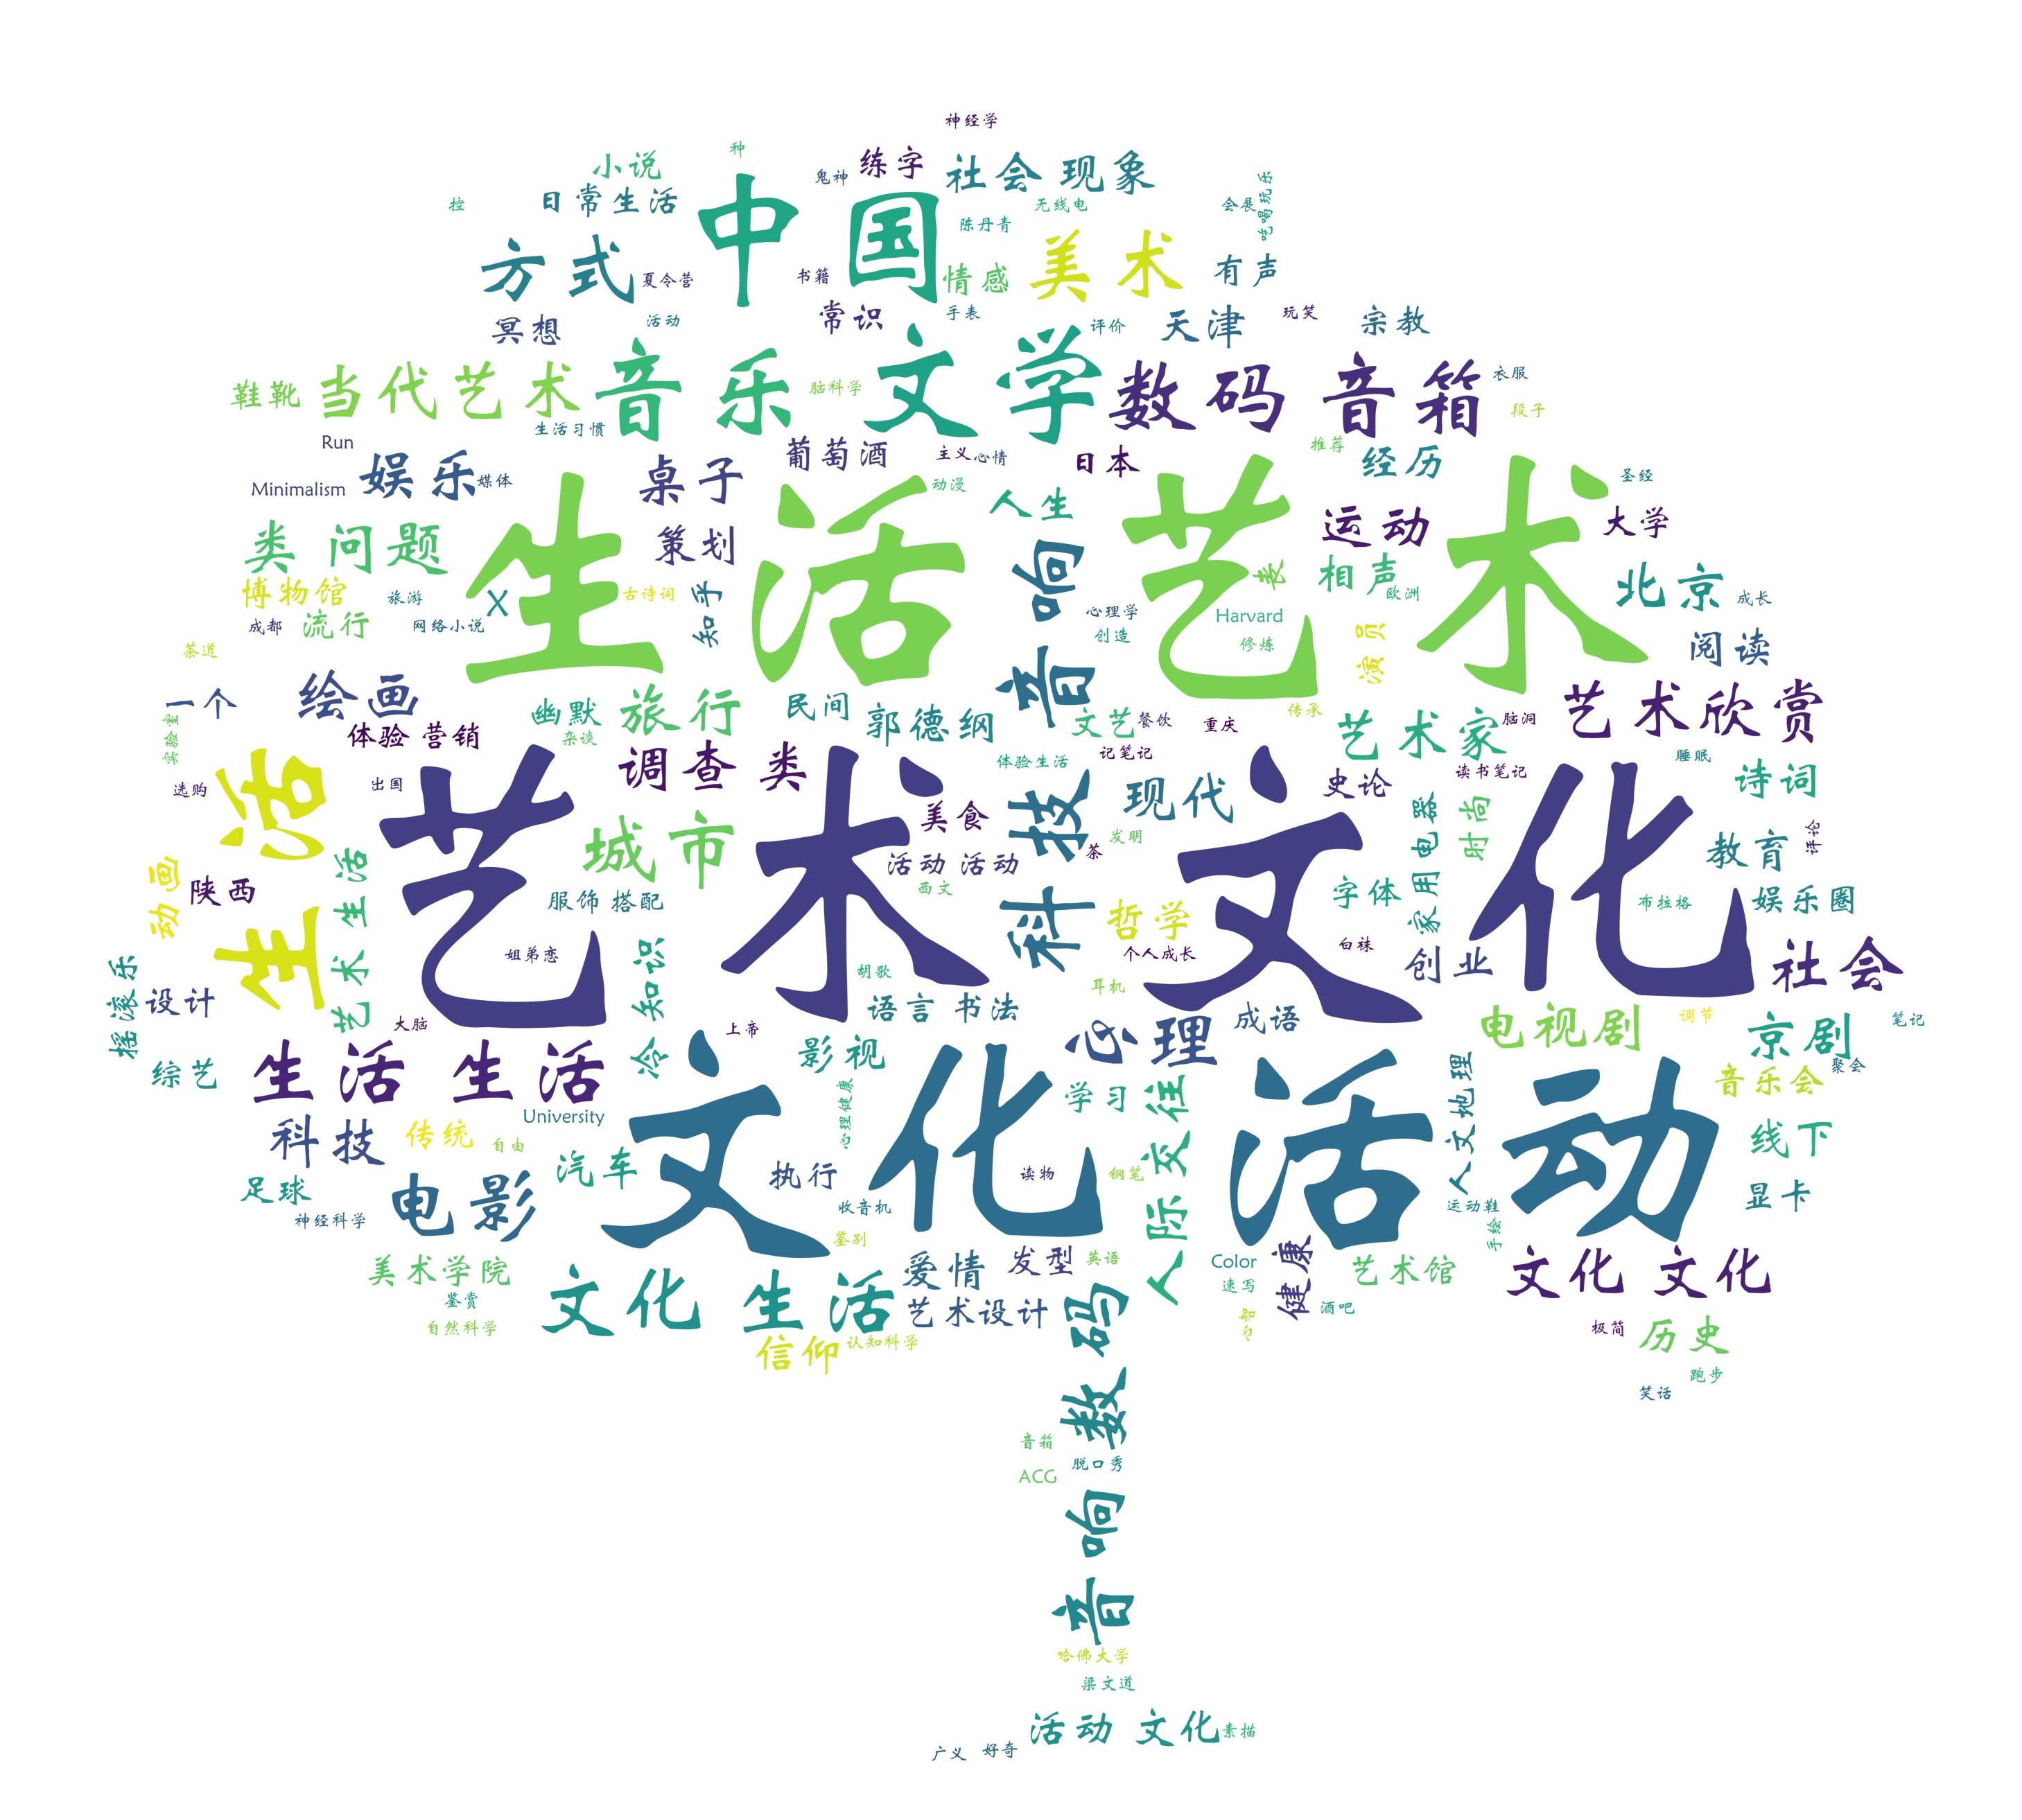 神经学
种
小说
鬼神
练字
社会 现象
控
日常生活
中国
陈丹青
无线电
会展
吃喝玩乐
方式
夏令营
书籍
情感
美术
有声
冥想
活动
常识
手表
评价
天津
玩笑
宗教
鞋靴
当代艺术
音乐
脑科学
文学
数码
音箱
衣服
段子
生活习惯
Run
Minimalism
娱乐
媒体
桌子
葡萄酒
主义
心情
日本
推荐
经历
圣经
动漫
人生
类 问题
生活 艺术
策划
音响
运动
大学
博物馆
旅游
X
古诗词
知乎
心理学
表
相声
欧洲
北京
成长
成都
流行
网络小说
创造
Harvard
修炼
演员
阅读
茶道
一个
绘画
幽默
旅行
民间
郭德纲
文艺
餐饮
重庆
传承
艺术家
脑洞
艺术欣赏
实验室
体验 营销
杂谈
调查 类
体验生活
记笔记
读书笔记
睡眠
诗词
选购
出国
生活
艺术 文化
城市
美食
科技
现代
史论
家用电器
时尚
发明
茶
教育
评论
动画
陕西
艺术 生活
服饰 搭配
活动 活动
西文
哲学
字体
布拉格
娱乐圈
姐弟恋
冷知识
胡歌
个人成长
白袜
创业
社会
摇滚乐
设计
大脑
上帝
语言 书法
耳机
心理
成语
电视剧
调节
京剧
笔记
综艺
生活 生活
影视
聚会
音乐会
University
文化 活动
心理健康
学习
人际交往
人文地理
科技
传统
自由
汽车
执行
读物
钢笔
线下
足球
神经科学
电影
收音机
运动鞋
显卡
鉴别
手绘
美术学院
鉴赏
自然科学
文化 生活
爱情
发型
英语
Color
速写
健康
艺术馆
文化 文化
艺术设计
数码
酒吧
极简
历史
信仰
认知科学
跑步
笑话
音箱
脱口秀
ACG
音响
哈佛大学
梁文道
活动 文化
素描
广义
好奇